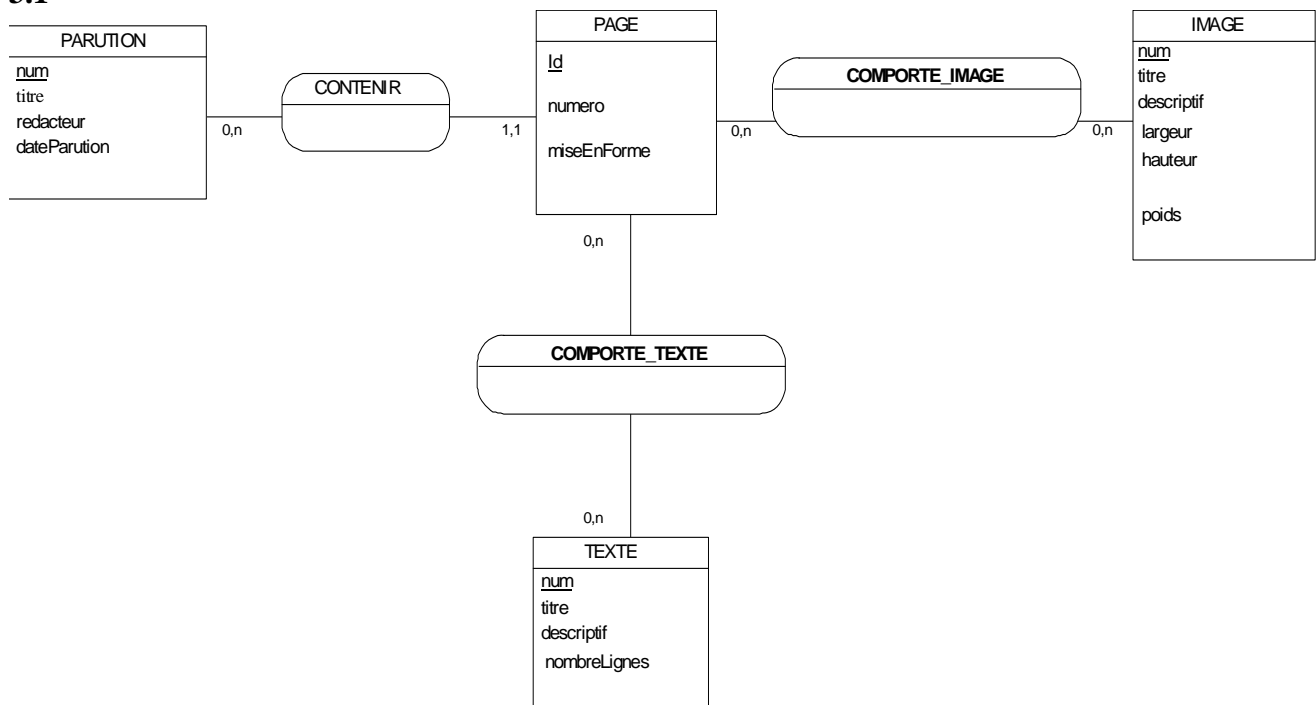 PARUTION
num
titre
redacteur
dateParution
0,n
CONTENIR
1,1
PAGE
Id
numero
miseEnForme
0,n
COMPORTE_IMAGE
0,n
IMAGE
num
titre
descriptif
largeur
hauteur
poids
0,n
COMPORTE_TEXTE
0,n
TEXTE
num
titre
descriptif
nombreLignes